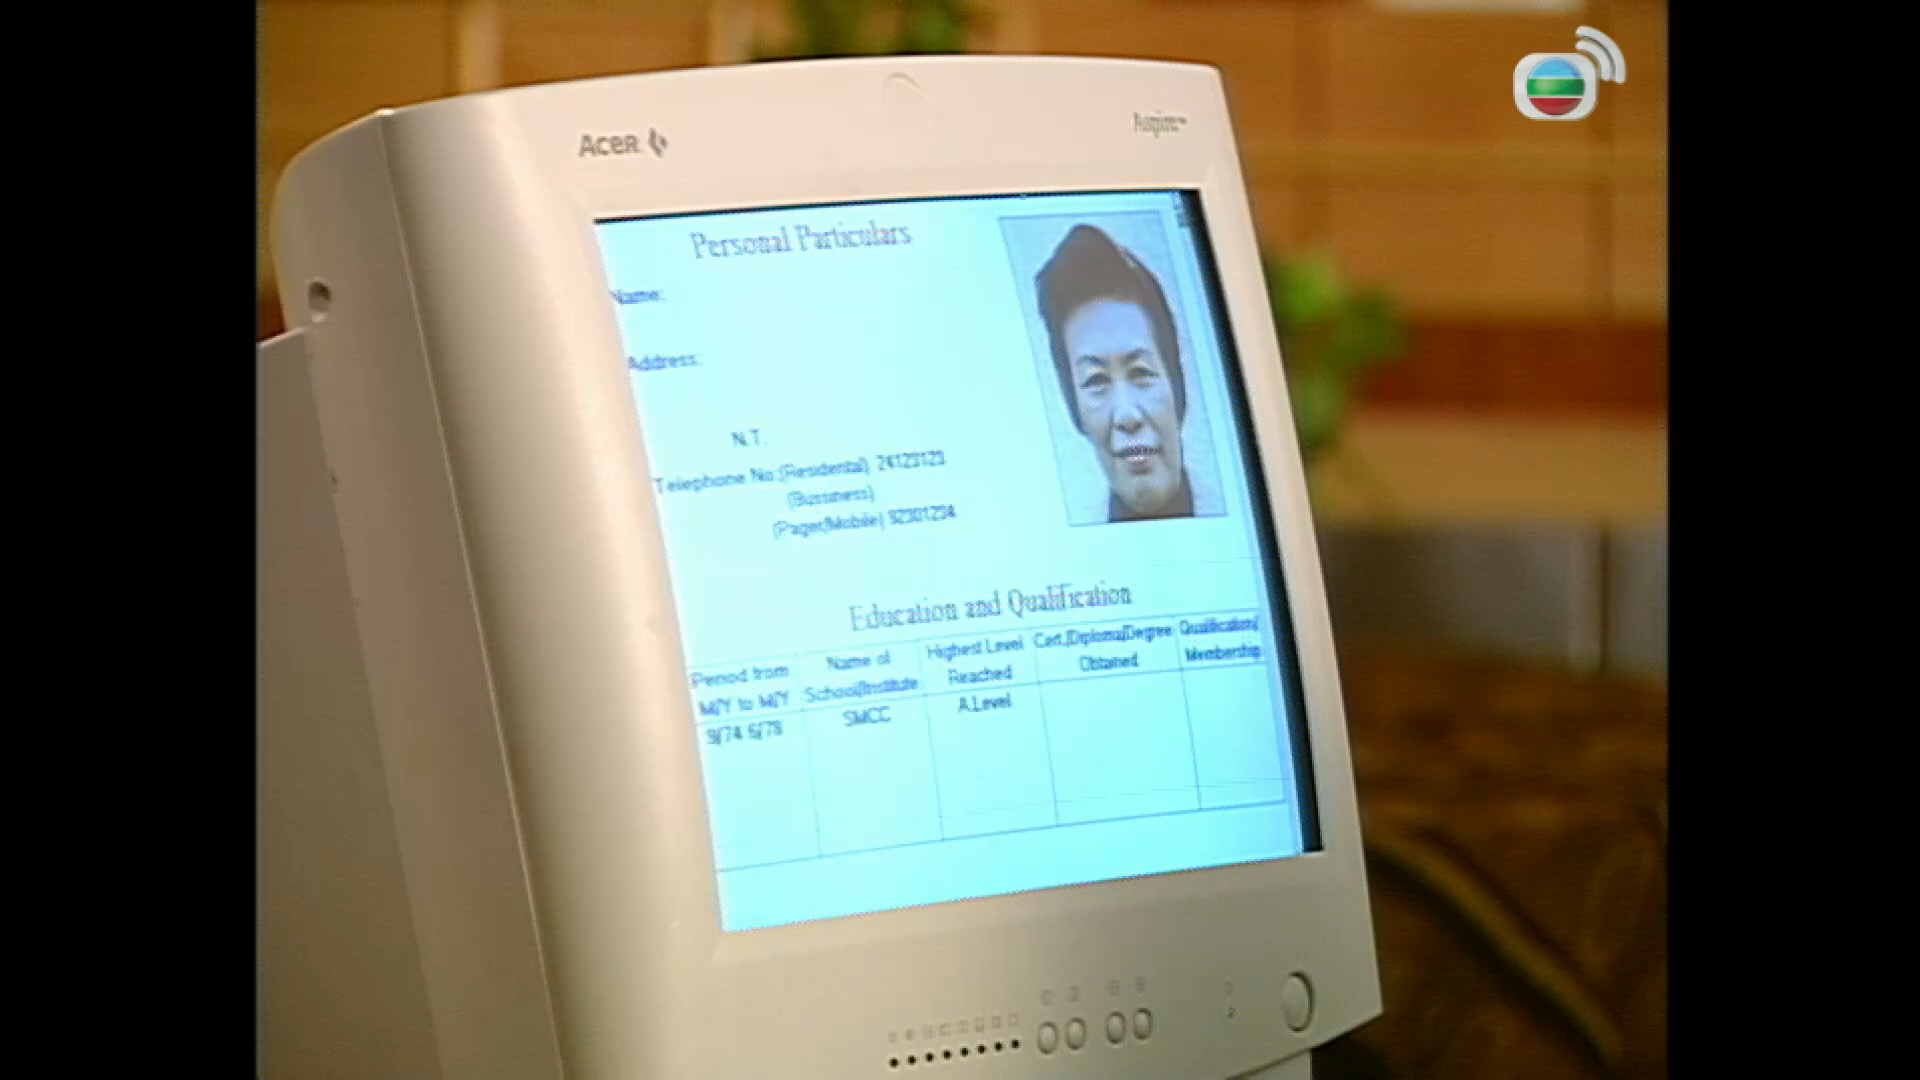 Acer
Aspire
Personal Particulars
Name:
Address:
N.T.
Telephone No.:(Residental) 24123123
(Bussiness)
(Pager/Mobile) 92301234
Education and Qualification
Period from M/Y to M/Y
Name of School/Institute
Highest Level Reached
Cert./Diploma/Degree Obtained
Qualification/ Membership
9/74 6/78
SMCC
A.Level